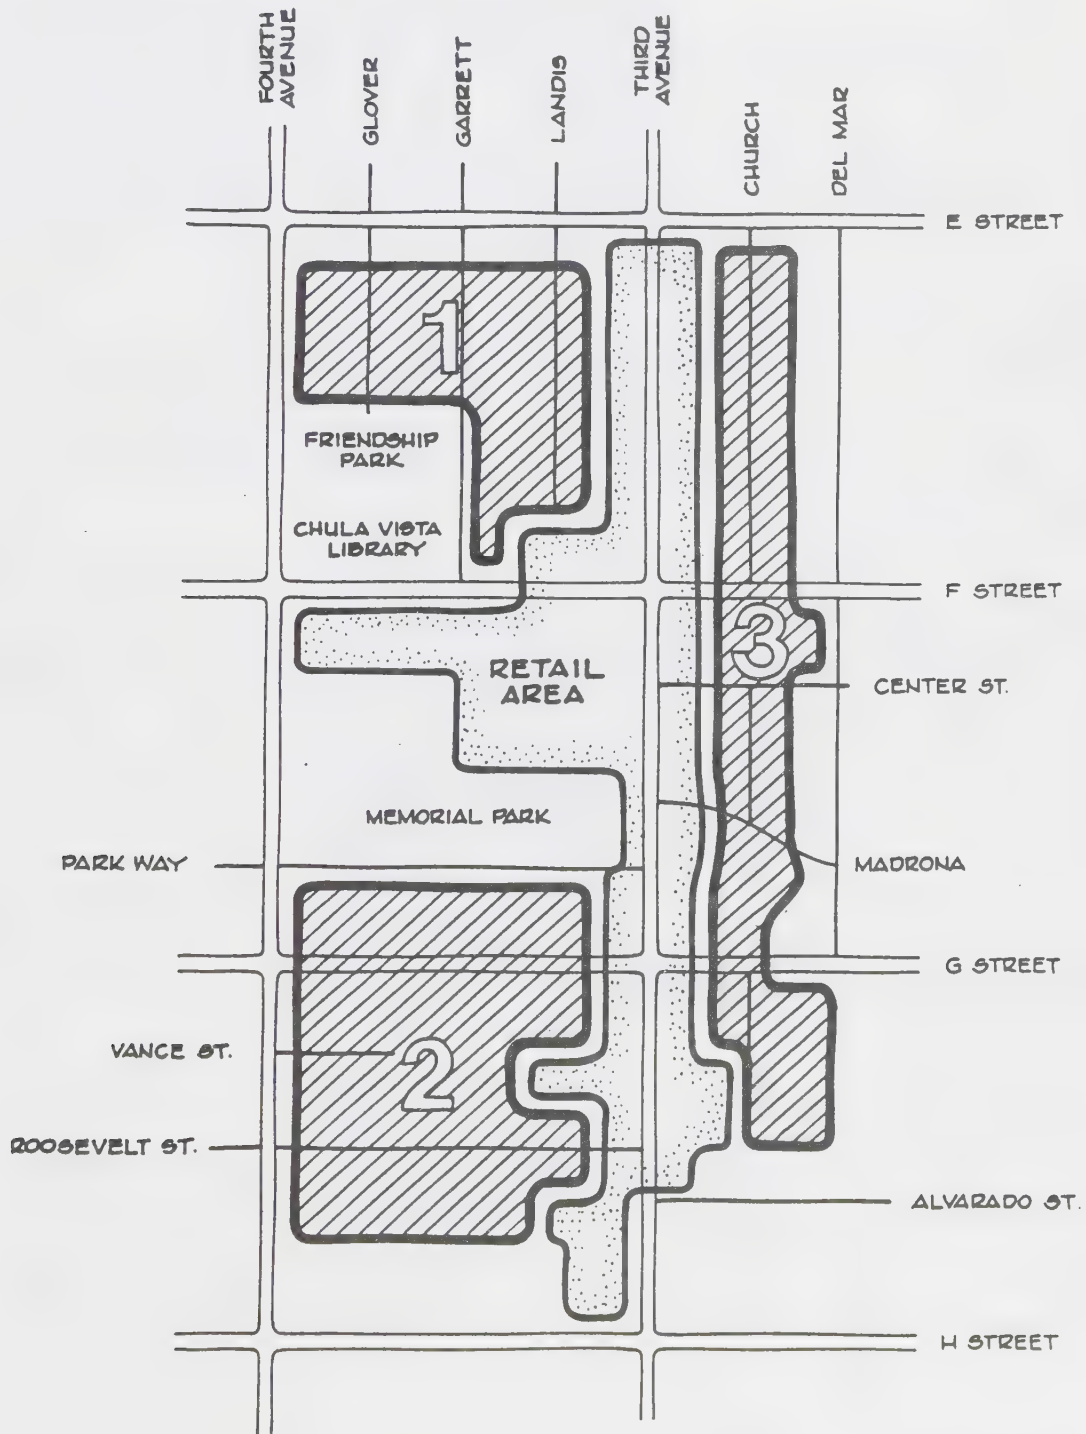 FOURTH
AVENUE
GLOVER
GARRETT
LANDIS
THIRD
AVENUE
CHURCH
DEL MAR
E STREET
1
FRIENDSHIP
PARK
CHULA VISTA
LIBRARY
F STREET
3
RETAIL
AREA
CENTER ST.
MEMORIAL PARK
PARK WAY
MADRONA
G STREET
VANCE ST.
2
ROOSEVELT ST.
ALVARADO ST.
H STREET